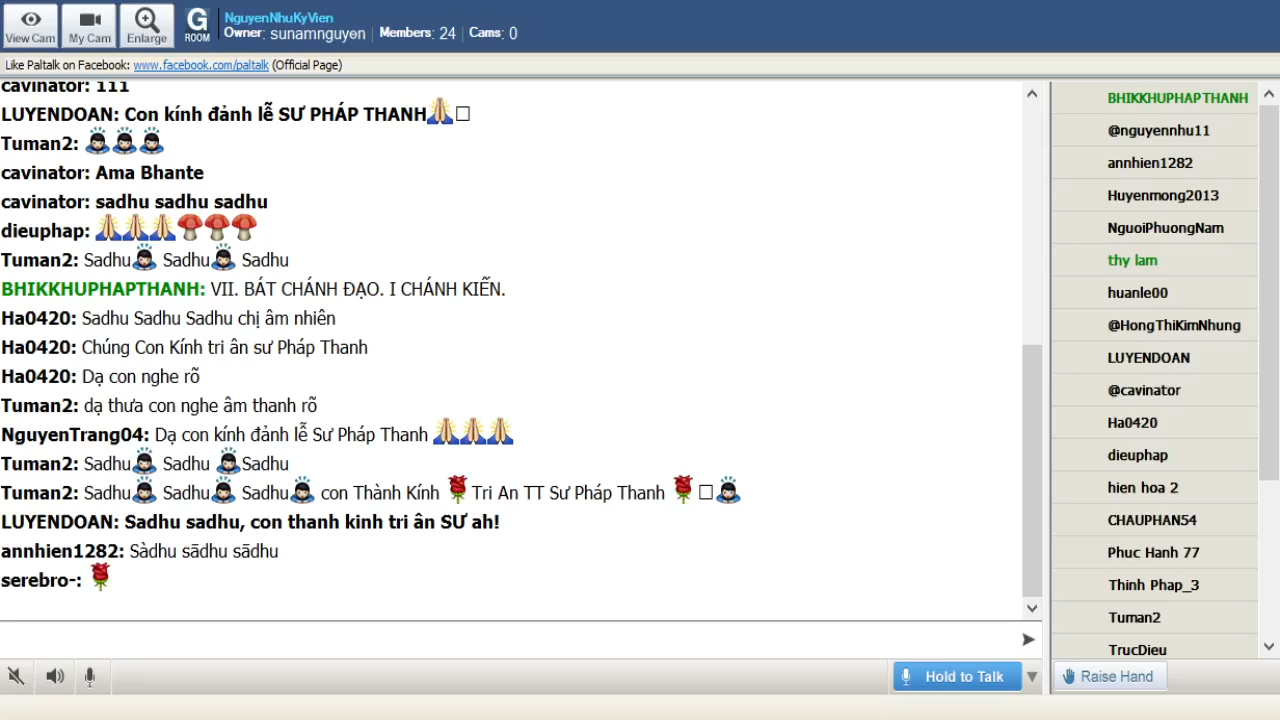 View Cam
My Cam
Enlarge
G
ROOM
NguyenNhuKyVien
Owner: sunamnguyen | Members: 24 | Cams: 0
Like Paltalk on Facebook: www.facebook.com/paltalk (Official Page)
cavinator: 111
LUYENDOAN: Con kính đảnh lễ SƯ PHÁP THANH
Tuman2:
cavinator: Ama Bhante
cavinator: sadhu sadhu sadhu
dieuphap:
Tuman2: Sadhu Sadhu Sadhu
BHIKKHUPHAPTHANH: VII. BÁT CHÁNH ĐẠO. I CHÁNH KIẾN.
Ha0420: Sadhu Sadhu Sadhu chị âm nhiên
Ha0420: Chúng Con Kính tri ân sư Pháp Thanh
Ha0420: Dạ con nghe rõ
Tuman2: dạ thưa con nghe âm thanh rõ
NguyenTrang04: Dạ con kính đảnh lễ Sư Pháp Thanh
Tuman2: Sadhu Sadhu Sadhu
Tuman2: Sadhu Sadhu Sadhu con Thành Kính Tri An TT Sư Pháp Thanh
LUYENDOAN: Sadhu sadhu, con thanh kinh tri ân SƯ ah!
annhien1282: Sàdhu sādhu sādhu
serebro-:
Hold to Talk
BHIKKHUPHAPTHANH
@nguyennhu11
annhien1282
Huyenmong2013
NguoiPhuongNam
thy lam
huanle00
@HongThiKimNhung
LUYENDOAN
@cavinator
Ha0420
dieuphap
hien hoa 2
CHAUPHAN54
Phuc Hanh 77
Thinh Phap_3
Tuman2
TrucDieu
Raise Hand